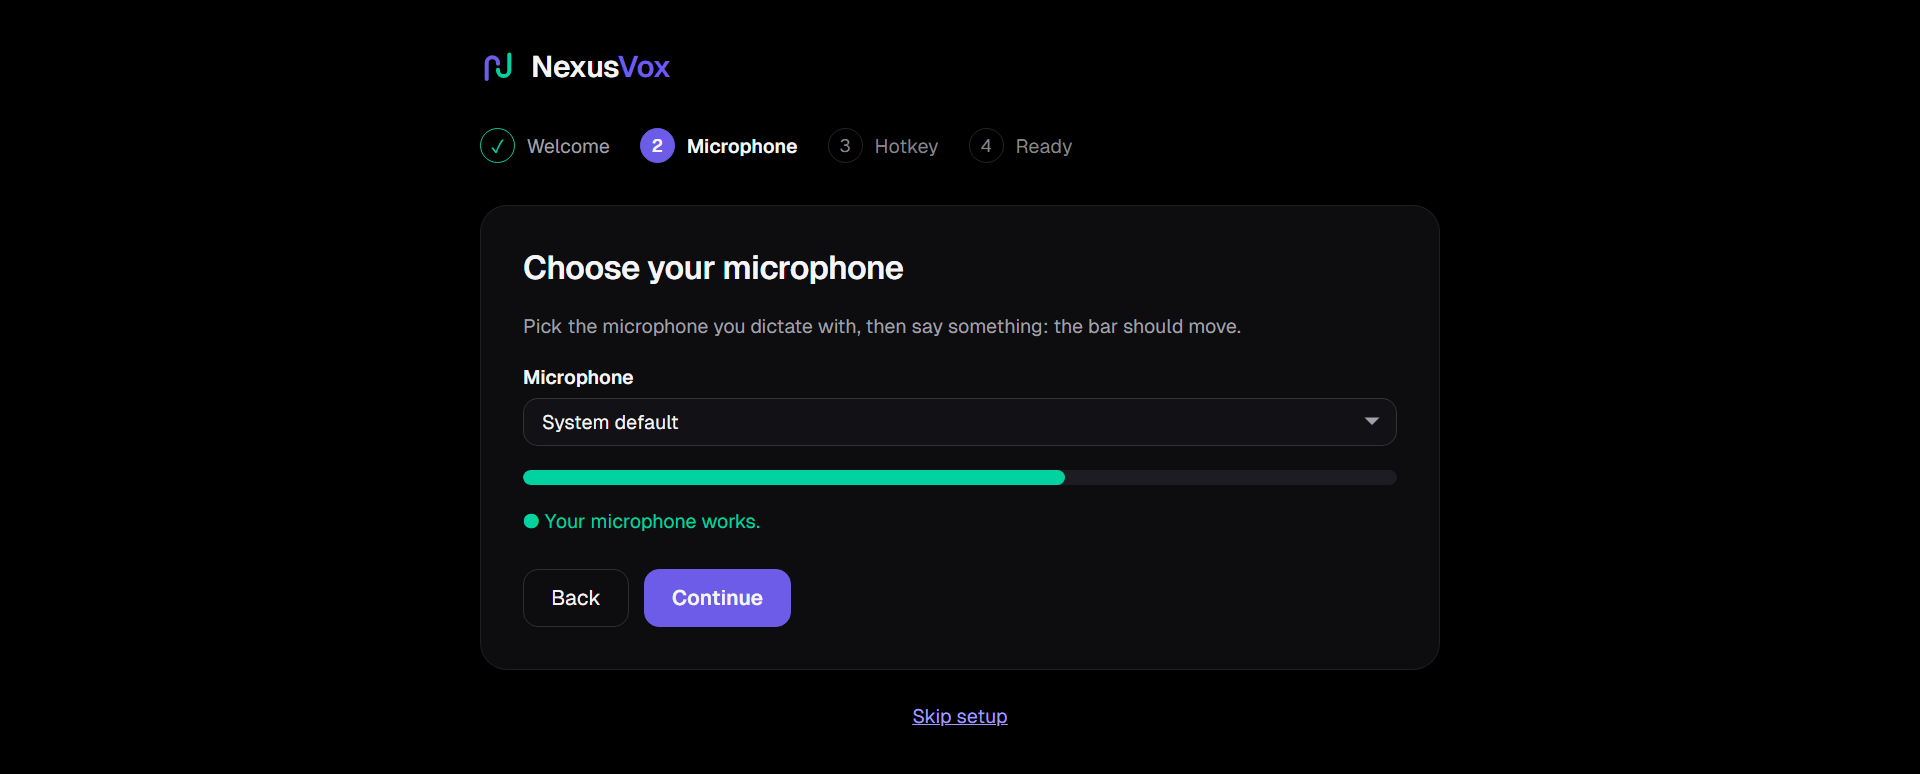 NexusVox
✓ Welcome 2 Microphone 3 Hotkey 4 Ready
Choose your microphone
Pick the microphone you dictate with, then say something: the bar should move.
Microphone
System default
Your microphone works.
Back Continue
Skip setup